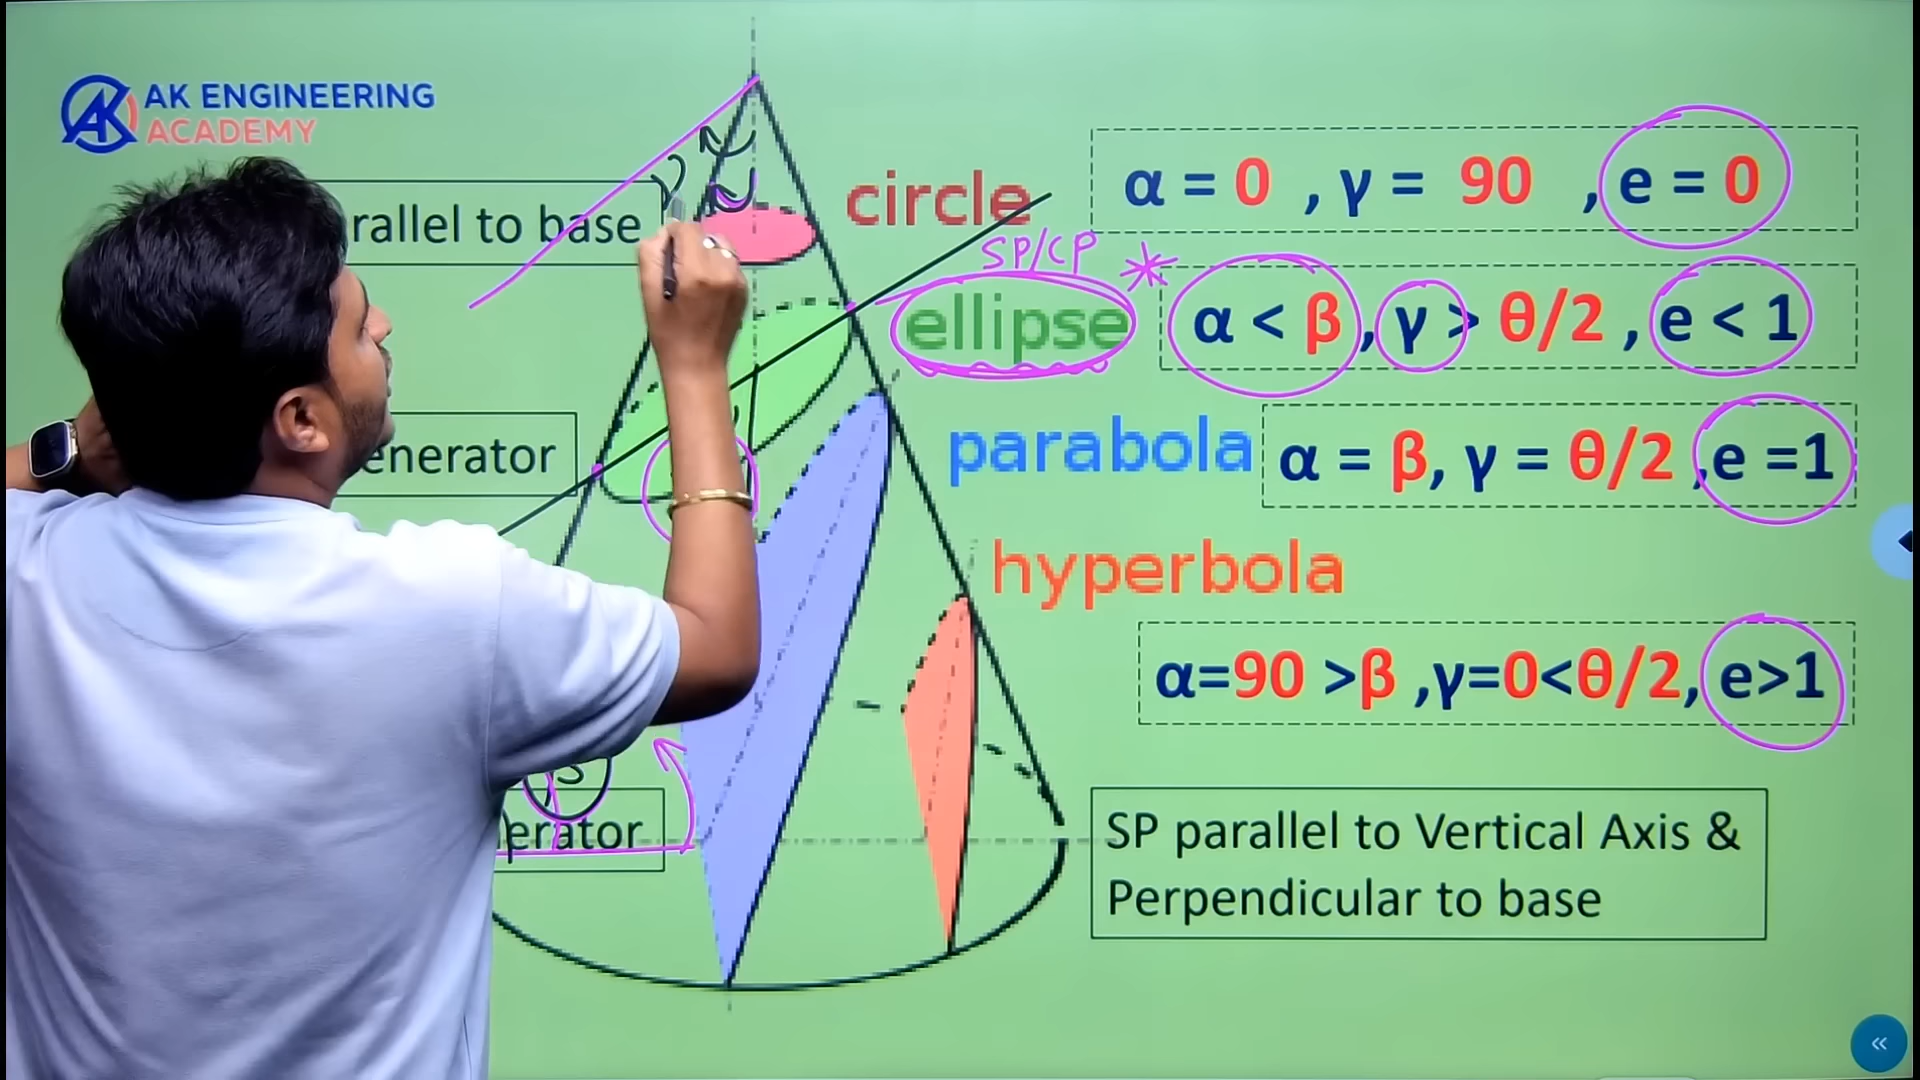 AK ENGINEERING
ACADEMY
rallel to base
circle
α = 0 , γ = 90 , e = 0
SP/CP
ellipse
α < β, γ > θ/2 , e < 1
enerator
parabola
α = β, γ = θ/2 ,e =1
hyperbola
α=90 >β ,γ=0<θ/2, e>1
nerator
SP parallel to Vertical Axis &
Perpendicular to base